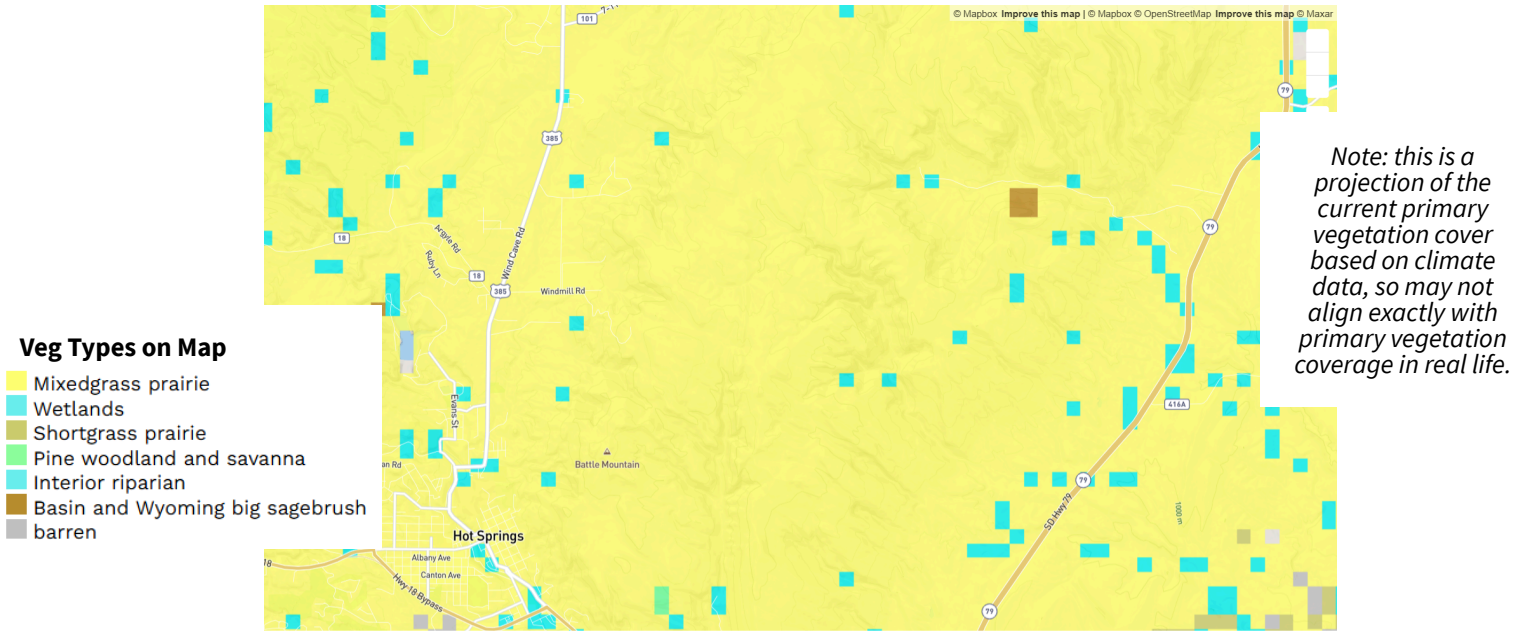 © Mapbox Improve this map | © Mapbox © OpenStreetMap Improve this map © Maxar
101
79
385
18
Argyle Rd
Ruby Ln
18
Wind Cave Rd
385
Windmill Rd
79
Note: this is a
projection of the
current primary
vegetation cover
based on climate
data, so may not
align exactly with
primary vegetation
coverage in real life.
Veg Types on Map
Mixedgrass prairie
Wetlands
Shortgrass prairie
Pine woodland and savanna
Interior riparian
Basin and Wyoming big sagebrush
barren
Evans St
416A
an Rd
Battle Mountain
79
SD Hwy 79
1000 m
Hot Springs
Albany Ave
Canton Ave
18
Hwy 18 Bypass
79